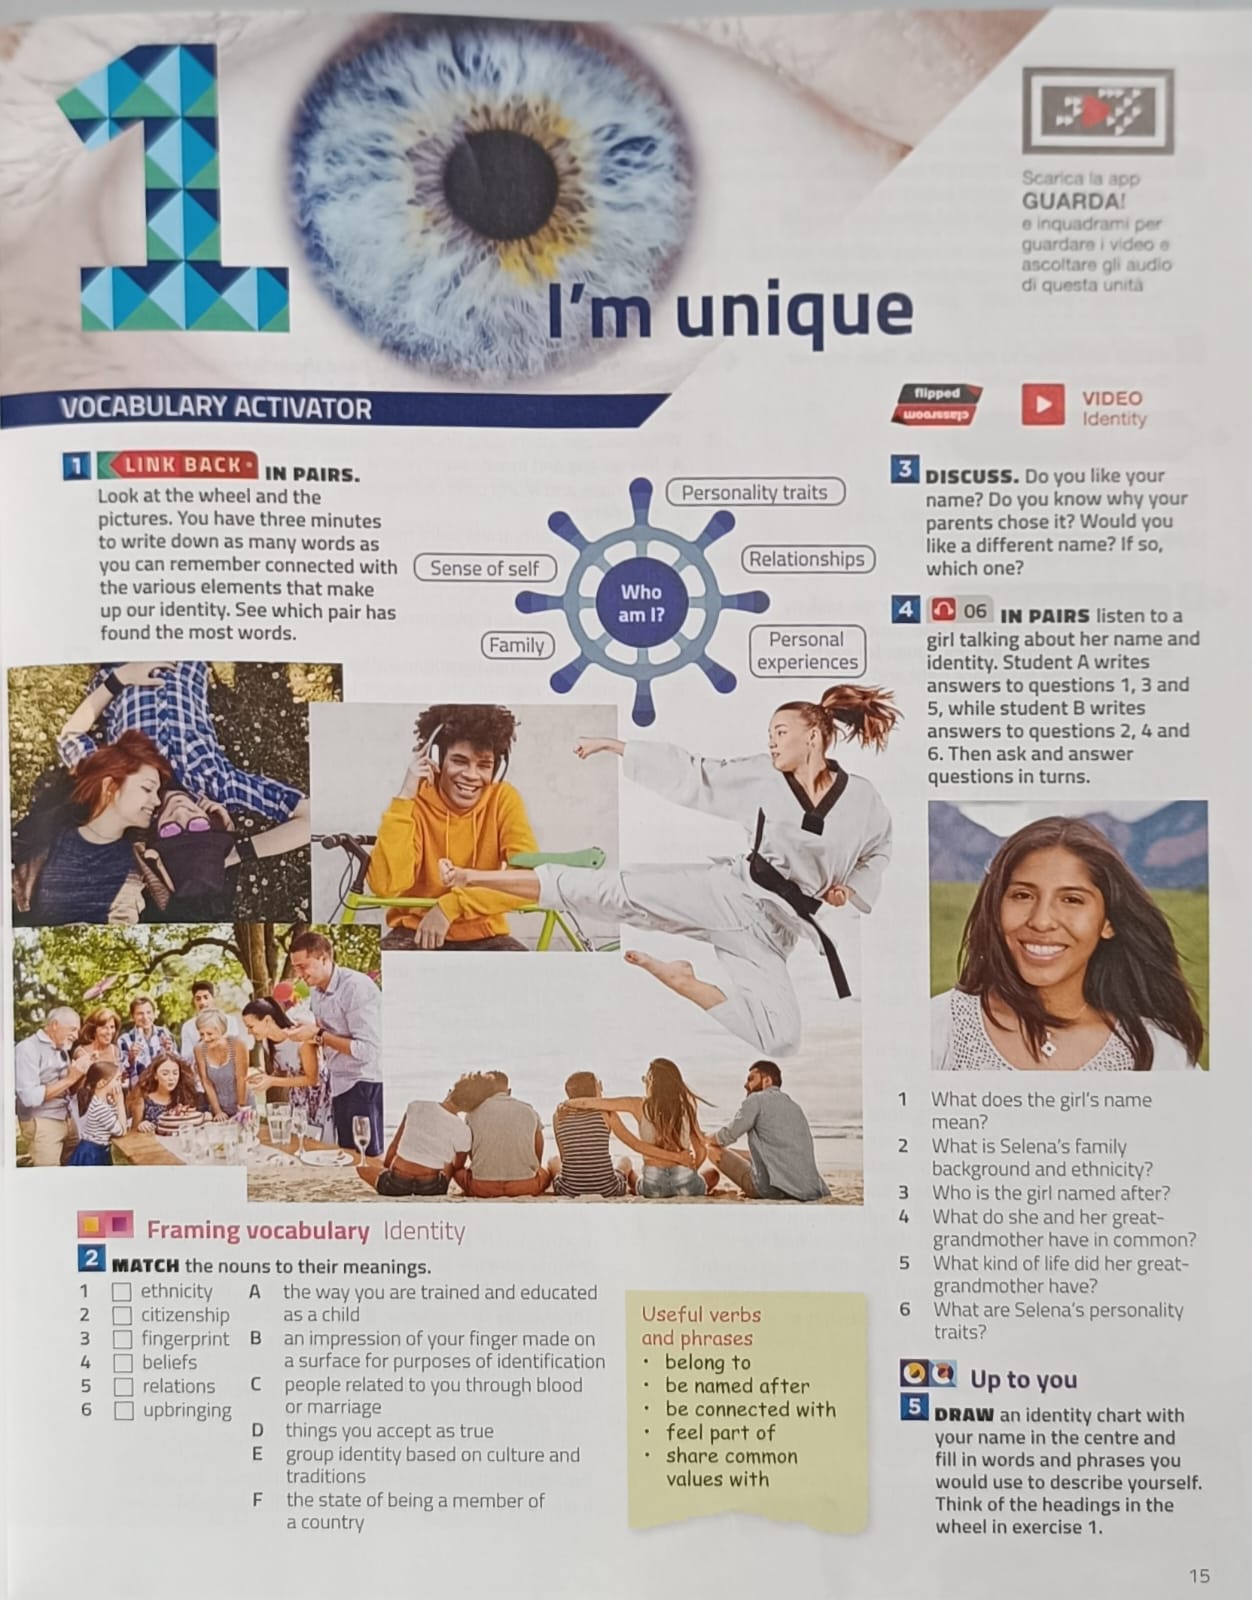 1
I'm unique
Scarica la app
GUARDA!
e inquadrami per
guardare i video e
ascoltare gli audio
di questa unità
VOCABULARY ACTIVATOR
flipped
classroom
VIDEO
Identity
1 LINK BACK IN PAIRS.
Look at the wheel and the
pictures. You have three minutes
to write down as many words as
you can remember connected with
the various elements that make
up our identity. See which pair has
found the most words.
Personality traits
Relationships
Sense of self
Who
am I?
Family
Personal
experiences
3 DISCUSS. Do you like your
name? Do you know why your
parents chose it? Would you
like a different name? If so,
which one?
4 06 IN PAIRS listen to a
girl talking about her name and
identity. Student A writes
answers to questions 1, 3 and
5, while student B writes
answers to questions 2, 4 and
6. Then ask and answer
questions in turns.
1 What does the girl's name
mean?
2 What is Selena's family
background and ethnicity?
3 Who is the girl named after?
4 What do she and her great-
grandmother have in common?
5 What kind of life did her great-
grandmother have?
6 What are Selena's personality
traits?
Framing vocabulary Identity
2 MATCH the nouns to their meanings.
1 ethnicity
2 citizenship
3 fingerprint
4 beliefs
5 relations
6 upbringing
A the way you are trained and educated
as a child
B an impression of your finger made on
a surface for purposes of identification
C people related to you through blood
or marriage
D things you accept as true
E group identity based on culture and
traditions
F the state of being a member of
a country
Useful verbs
and phrases
• belong to
• be named after
• be connected with
• feel part of
• share common
values with
Up to you
5 DRAW an identity chart with
your name in the centre and
fill in words and phrases you
would use to describe yourself.
Think of the headings in the
wheel in exercise 1.
15